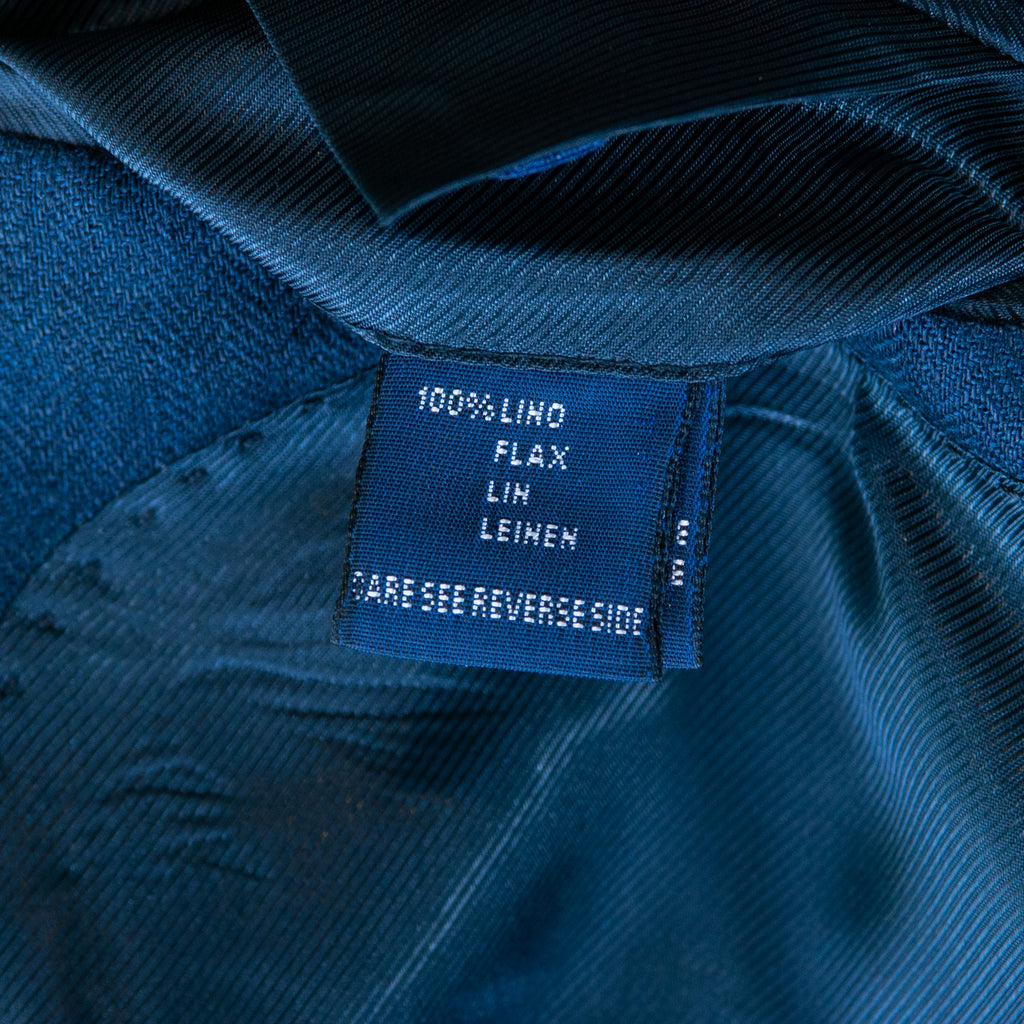 100% LINO
FLAX
LIN
LEINEN
CARE SEE REVERSE SIDE
E
E